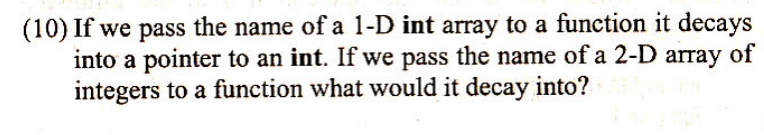 (10) If we pass the name of a 1-D int array to a function it decays
into a pointer to an int. If we pass the name of a 2-D array of
integers to a function what would it decay into?